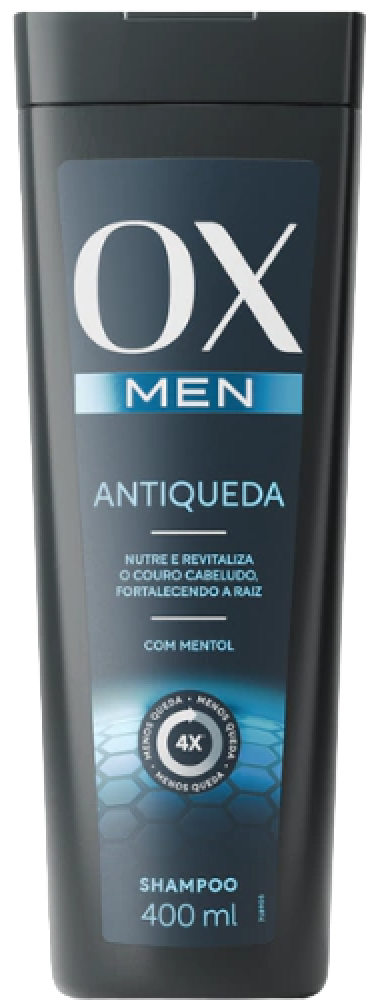 OX
MEN
ANTIQUEDA
NUTRE E REVITALIZA
O COURO CABELUDO,
FORTALECENDO A RAIZ
COM MENTOL
MENOS QUEDA • MENOS QUEDA • MENOS QUEDA •
4X
SHAMPOO
400 ml